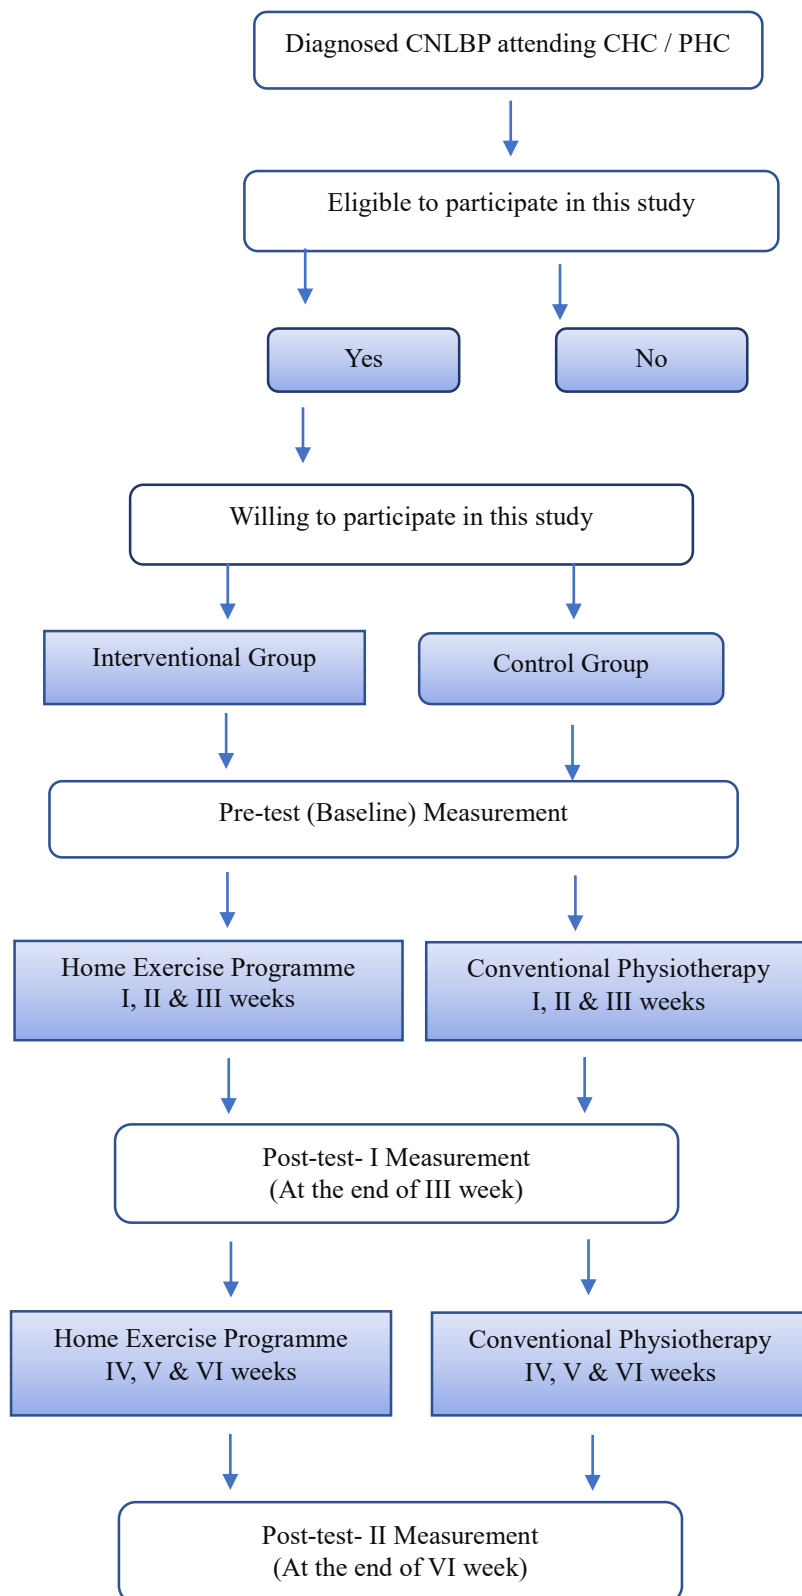 Diagnosed CNLBP attending CHC / PHC
Eligible to participate in this study
Yes
No
Willing to participate in this study
Interventional Group
Control Group
Pre-test (Baseline) Measurement
Home Exercise Programme
I, II & III weeks
Conventional Physiotherapy
I, II & III weeks
Post-test- I Measurement
(At the end of III week)
Home Exercise Programme
IV, V & VI weeks
Conventional Physiotherapy
IV, V & VI weeks
Post-test- II Measurement
(At the end of VI week)